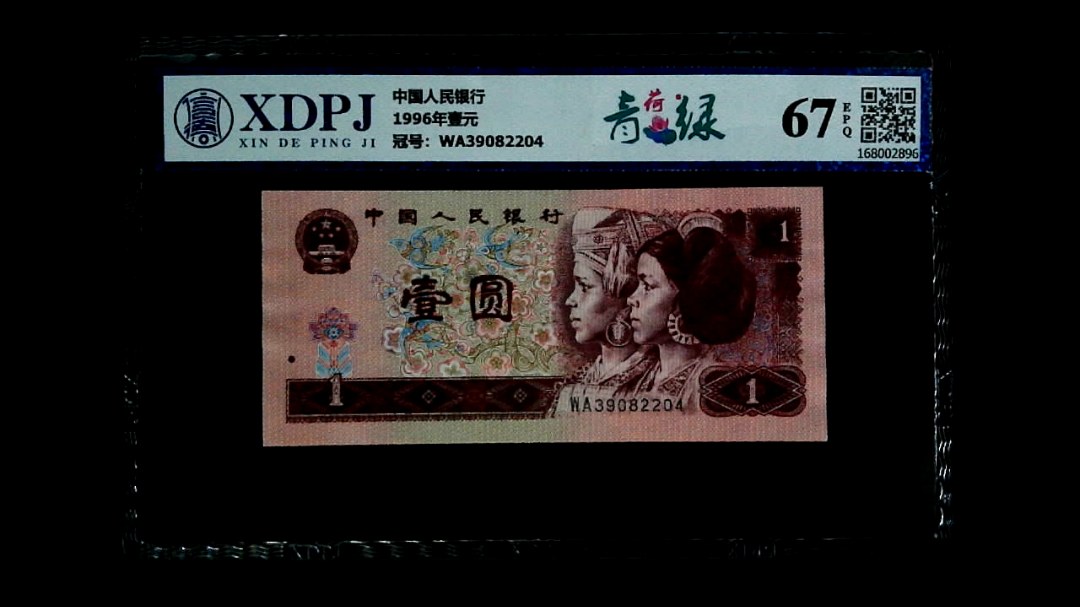 XDPJ
XIN DE PING JI
中国人民银行
1996年壹元
冠号：WA39082204
青荷绿
67
EPQ
168002896
中国人民银行
1
壹圆
1
WA39082204
1